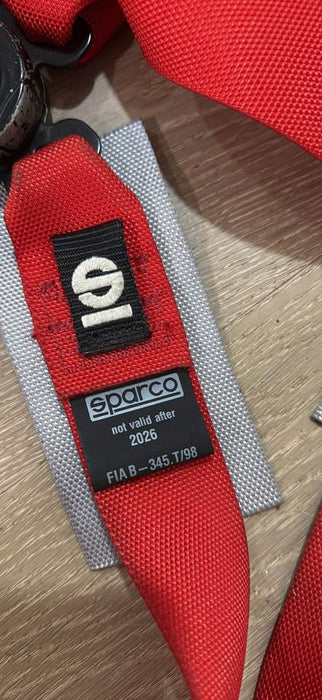 S
sparco
not valid after
2026
FIA B-345.T/98